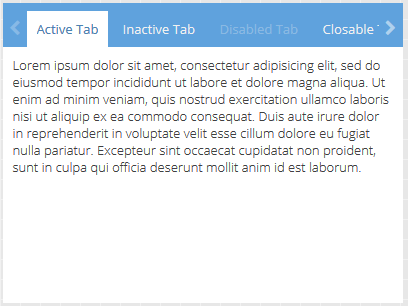 Active Tab Inactive Tab Disabled Tab Closable
Lorem ipsum dolor sit amet, consectetur adipisicing elit, sed do
eiusmod tempor incididunt ut labore et dolore magna aliqua. Ut
enim ad minim veniam, quis nostrud exercitation ullamco laboris
nisi ut aliquip ex ea commodo consequat. Duis aute irure dolor
in reprehenderit in voluptate velit esse cillum dolore eu fugiat
nulla pariatur. Excepteur sint occaecat cupidatat non proident,
sunt in culpa qui officia deserunt mollit anim id est laborum.